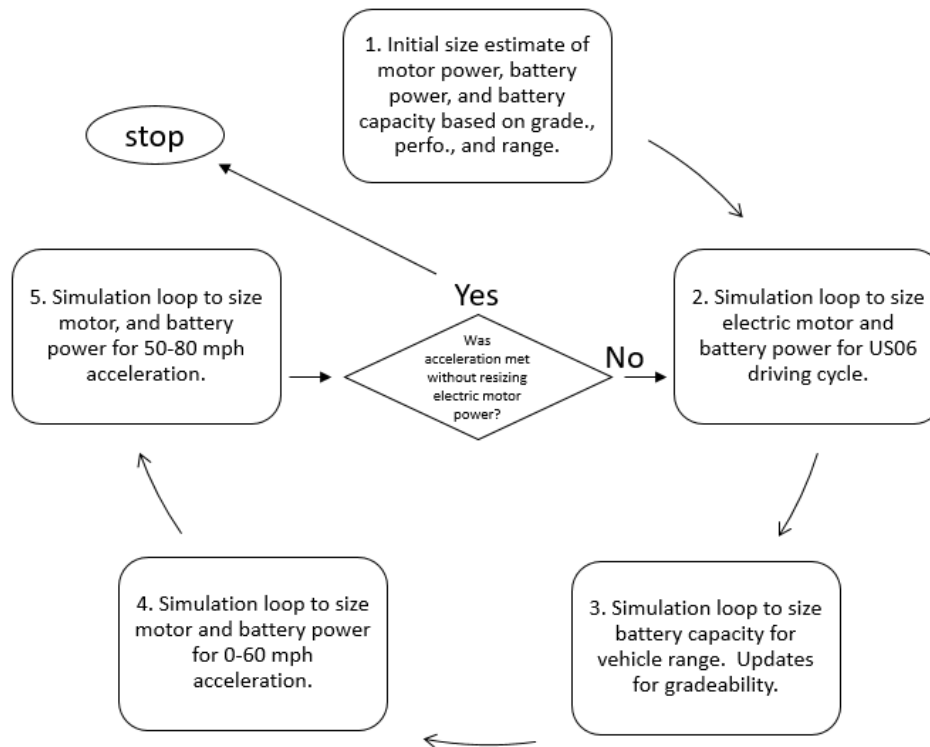 1. Initial size estimate of
motor power, battery
power, and battery
capacity based on grade.,
perfo., and range.
stop
5. Simulation loop to size
motor, and battery
power for 50-80 mph
acceleration.
Yes
Was
acceleration met
without resizing
electric motor
power?
No
2. Simulation loop to size
electric motor and
battery power for US06
driving cycle.
4. Simulation loop to size
motor and battery power
for 0-60 mph
acceleration.
3. Simulation loop to size
battery capacity for
vehicle range.  Updates
for gradeability.